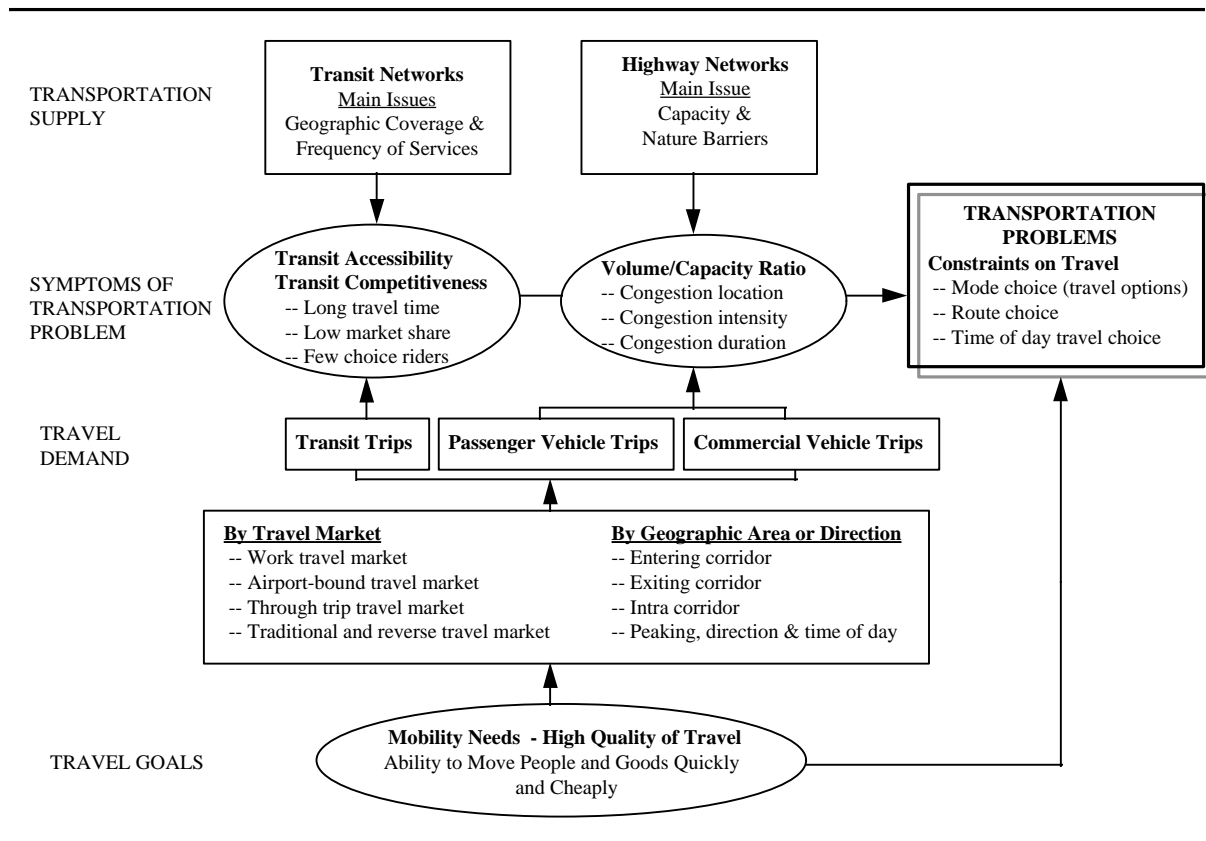 TRANSPORTATION
SUPPLY
Transit Networks
Main Issues
Geographic Coverage &
Frequency of Services
Highway Networks
Main Issue
Capacity &
Nature Barriers
SYMPTOMS OF
TRANSPORTATION
PROBLEM
Transit Accessibility
Transit Competitiveness
-- Long travel time
-- Low market share
-- Few choice riders
Volume/Capacity Ratio
-- Congestion location
-- Congestion intensity
-- Congestion duration
TRANSPORTATION
PROBLEMS
Constraints on Travel
-- Mode choice (travel options)
-- Route choice
-- Time of day travel choice
TRAVEL
DEMAND
Transit Trips
Passenger Vehicle Trips
Commercial Vehicle Trips
By Travel Market
-- Work travel market
-- Airport-bound travel market
-- Through trip travel market
-- Traditional and reverse travel market
By Geographic Area or Direction
-- Entering corridor
-- Exiting corridor
-- Intra corridor
-- Peaking, direction & time of day
TRAVEL GOALS
Mobility Needs - High Quality of Travel
Ability to Move People and Goods Quickly
and Cheaply